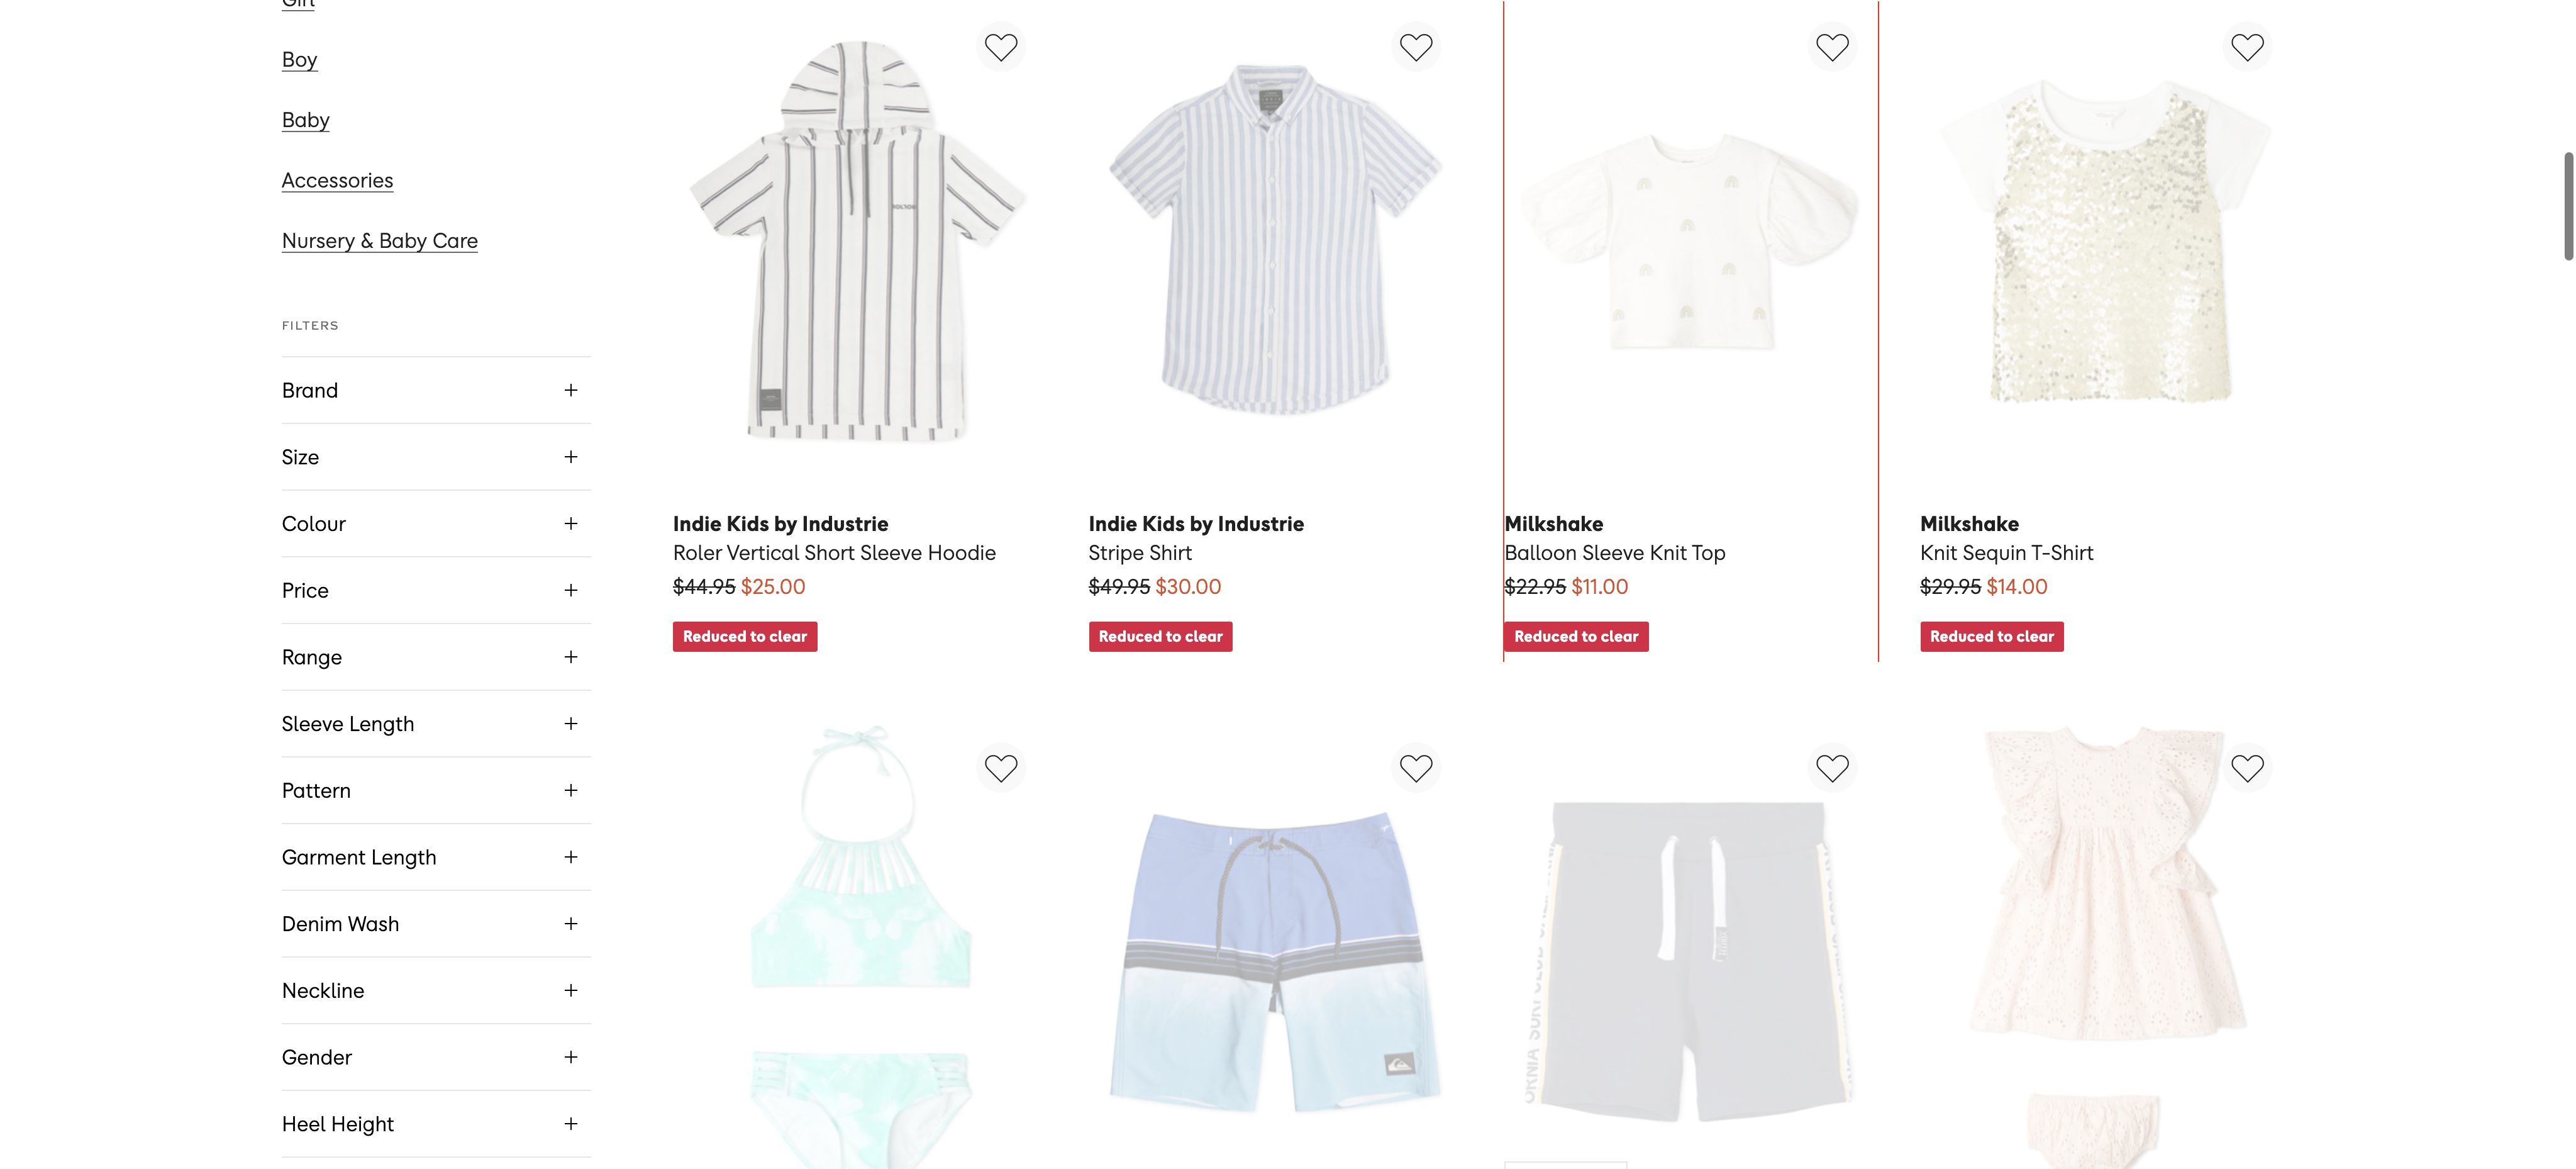 Girl
Boy
Baby
Accessories
Nursery & Baby Care
FILTERS
Brand +
Size +
Colour +
Price +
Range +
Sleeve Length +
Pattern +
Garment Length +
Denim Wash +
Neckline +
Gender +
Heel Height +
Indie Kids by Industrie
Roler Vertical Short Sleeve Hoodie
$44.95 $25.00
Reduced to clear
Indie Kids by Industrie
Stripe Shirt
$49.95 $30.00
Reduced to clear
Milkshake
Balloon Sleeve Knit Top
$22.95 $11.00
Reduced to clear
Milkshake
Knit Sequin T-Shirt
$29.95 $14.00
Reduced to clear